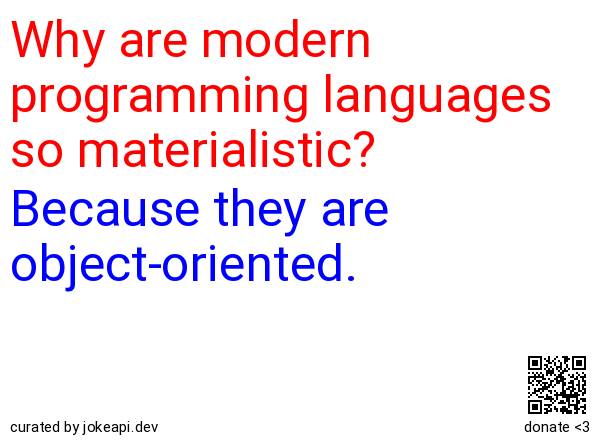 Why are modern
programming languages
so materialistic?
Because they are
object-oriented.
curated by jokeapi.dev
donate <3